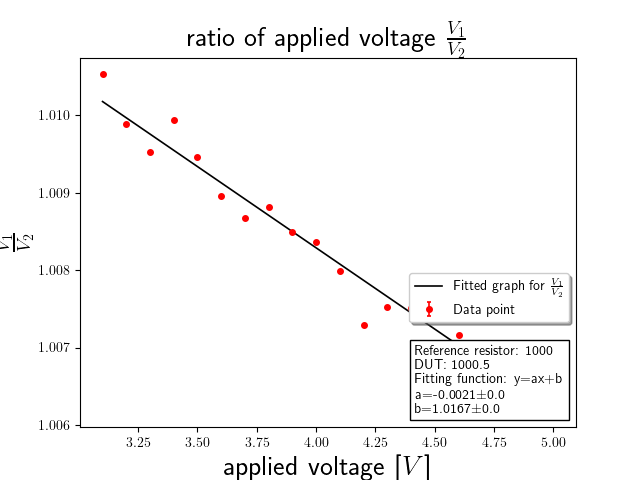 ratio of applied voltage V₁/V₂
1.010
1.009
1.008
1.007
1.006
V₁/V₂
Fitted graph for V₁/V₂
Data point
Reference resistor: 1000
DUT: 1000.5
Fitting function: y=ax+b
a=-0.0021±0.0
b=1.0167±0.0
3.25 3.50 3.75 4.00 4.25 4.50 4.75 5.00
applied voltage [V]